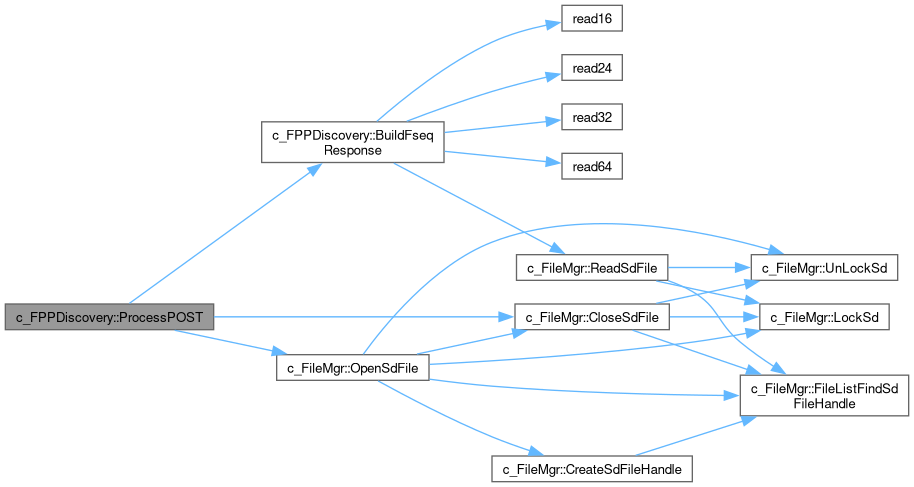 read16
read24
read32
read64
c_FPPDiscovery::BuildFseq
Response
c_FileMgr::ReadSdFile
c_FileMgr::UnLockSd
c_FPPDiscovery::ProcessPOST
c_FileMgr::CloseSdFile
c_FileMgr::LockSd
c_FileMgr::OpenSdFile
c_FileMgr::FileListFindSd
FileHandle
c_FileMgr::CreateSdFileHandle